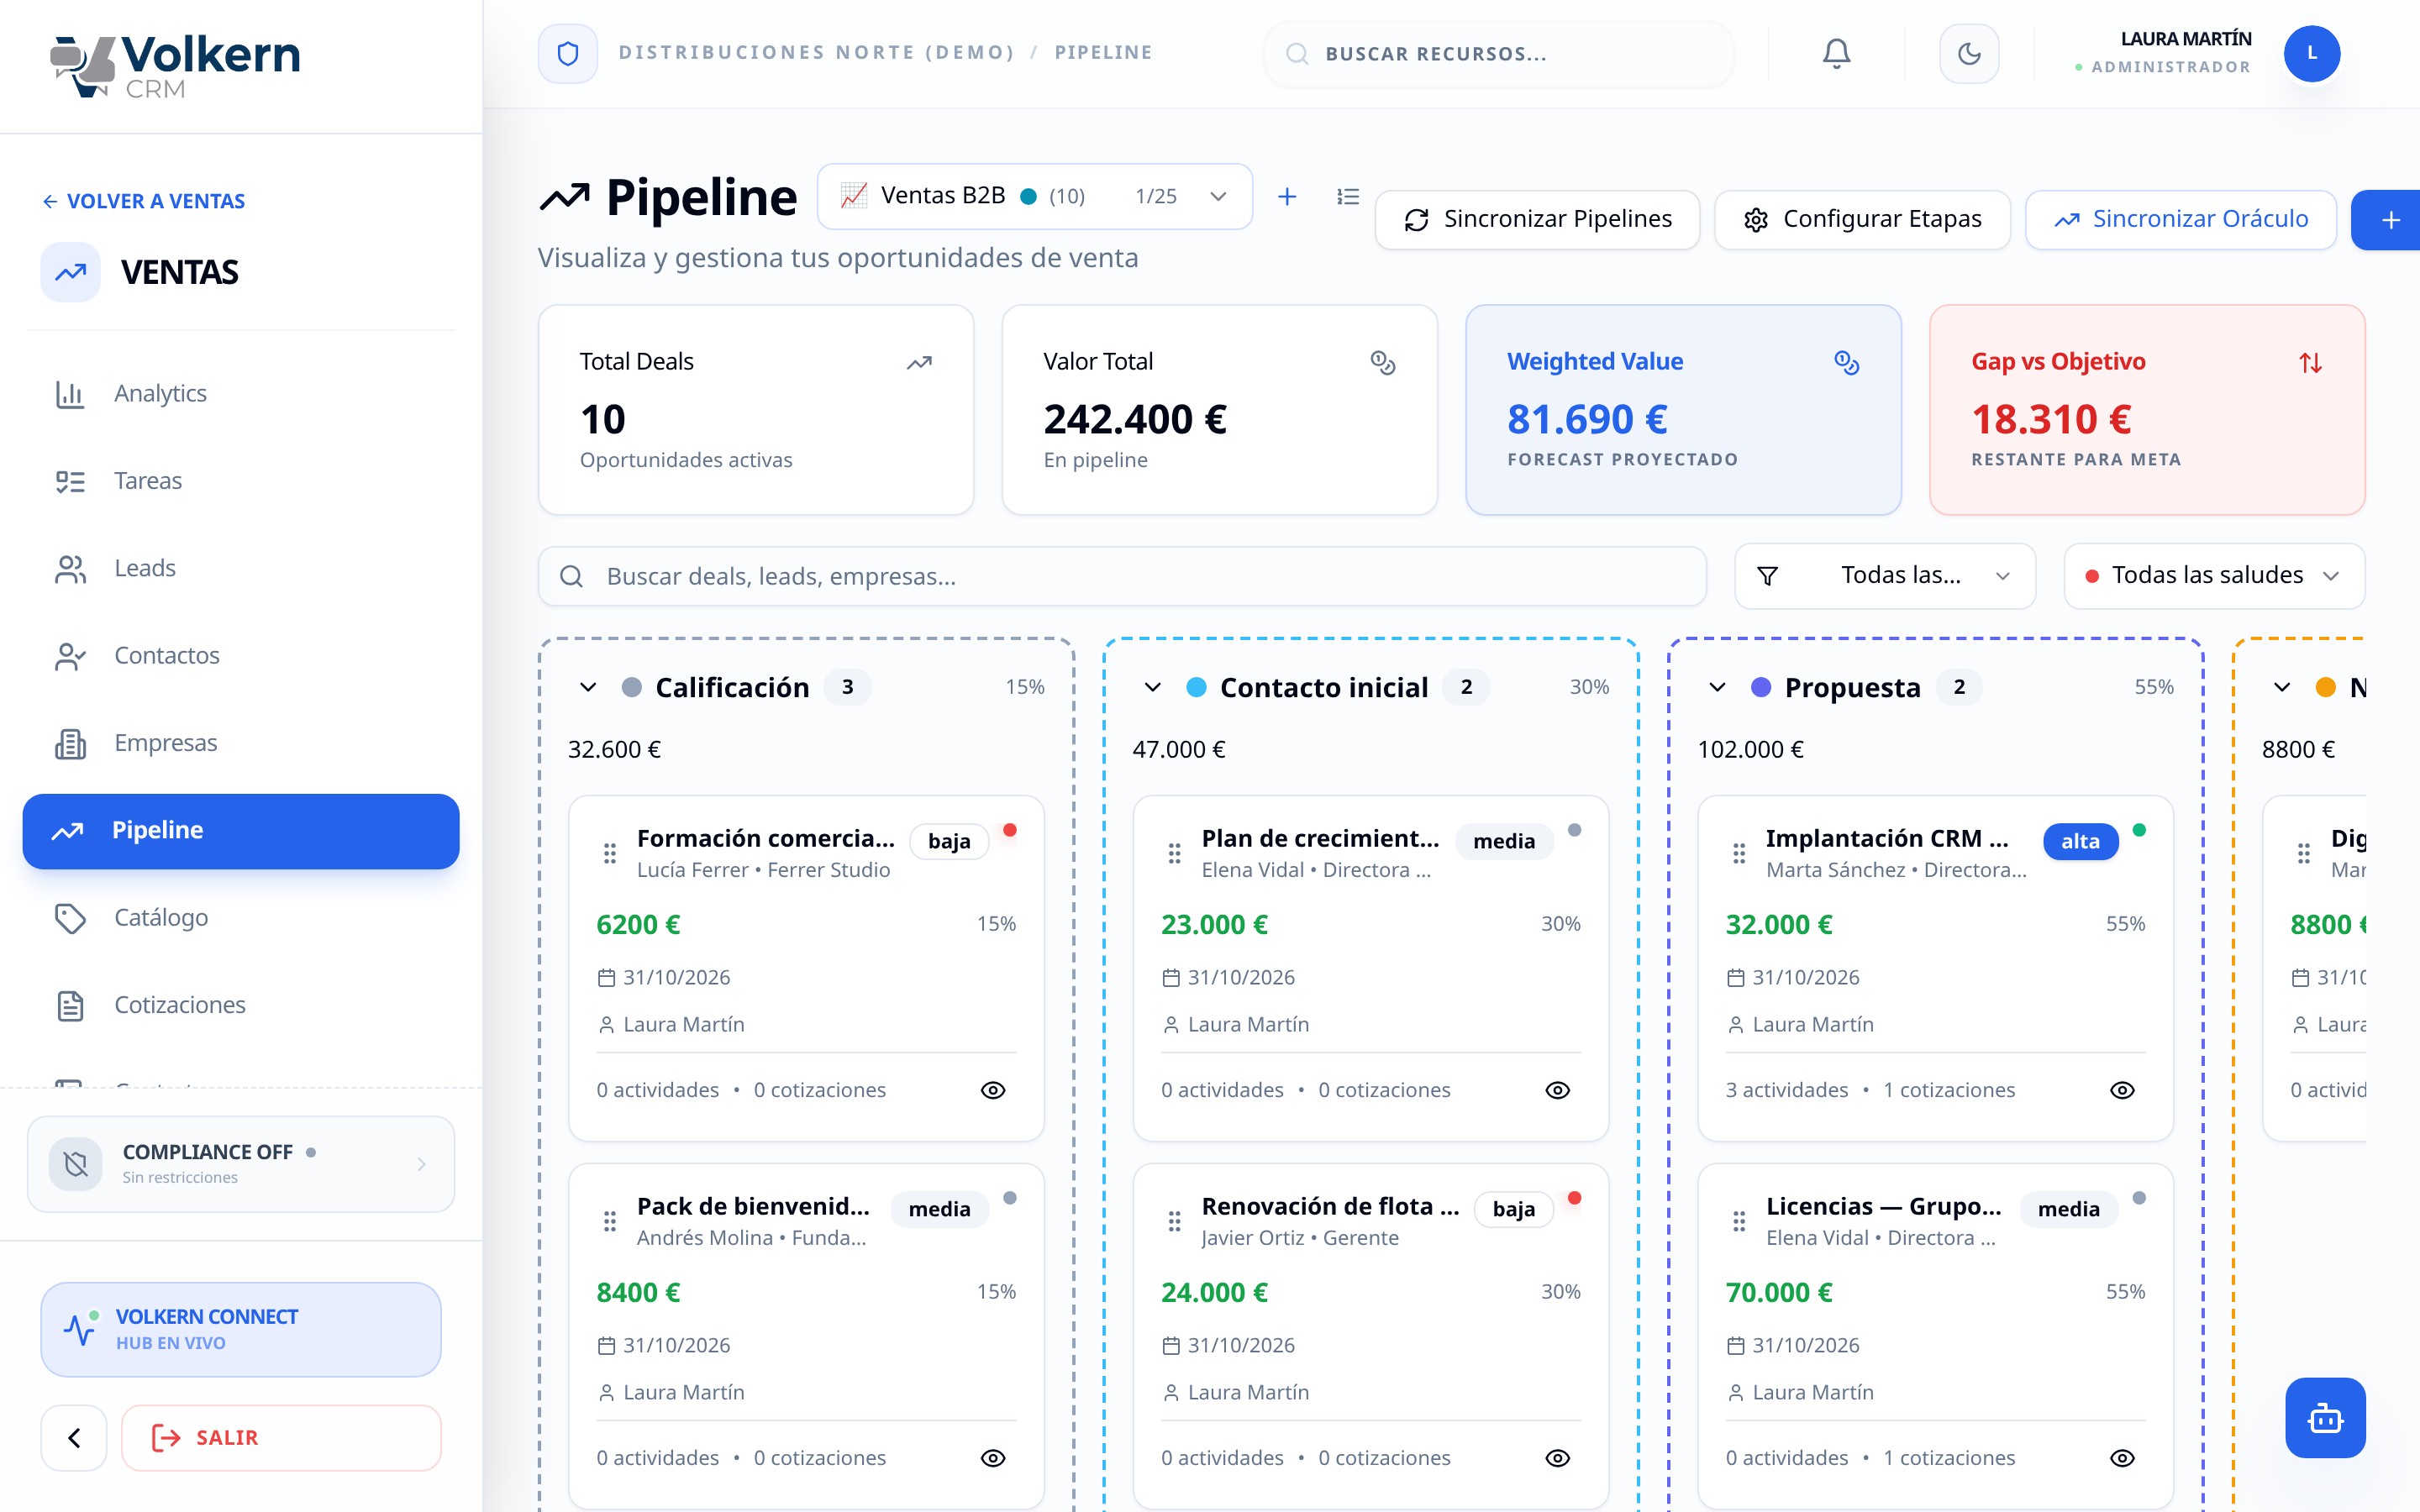 Volkern
CRM
DISTRIBUCIONES NORTE (DEMO) / PIPELINE
BUSCAR RECURSOS...
LAURA MARTÍN
ADMINISTRADOR
L
VOLVER A VENTAS
VENTAS
Analytics
Tareas
Leads
Contactos
Empresas
Pipeline
Catálogo
Cotizaciones
COMPLIANCE OFF
Sin restricciones
VOLKERN CONNECT
HUB EN VIVO
SALIR
Pipeline
Ventas B2B (10) 1/25
Sincronizar Pipelines
Configurar Etapas
Sincronizar Oráculo
Visualiza y gestiona tus oportunidades de venta
Total Deals
10
Oportunidades activas
Valor Total
242.400 €
En pipeline
Weighted Value
81.690 €
FORECAST PROYECTADO
Gap vs Objetivo
18.310 €
RESTANTE PARA META
Buscar deals, leads, empresas...
Todas las...
Todas las saludes
Calificación 3 15%
32.600 €
Formación comercia... baja
Lucía Ferrer • Ferrer Studio
6200 € 15%
31/10/2026
Laura Martín
0 actividades • 0 cotizaciones
Pack de bienvenid... media
Andrés Molina • Funda...
8400 € 15%
31/10/2026
Laura Martín
0 actividades • 0 cotizaciones
Contacto inicial 2 30%
47.000 €
Plan de crecimient... media
Elena Vidal • Directora ...
23.000 € 30%
31/10/2026
Laura Martín
0 actividades • 0 cotizaciones
Renovación de flota ... baja
Javier Ortiz • Gerente
24.000 € 30%
31/10/2026
Laura Martín
0 actividades • 0 cotizaciones
Propuesta 2 55%
102.000 €
Implantación CRM ... alta
Marta Sánchez • Directora...
32.000 € 55%
31/10/2026
Laura Martín
3 actividades • 1 cotizaciones
Licencias — Grupo... media
Elena Vidal • Directora ...
70.000 € 55%
31/10/2026
Laura Martín
0 actividades • 1 cotizaciones
N
8800 €
Dig
Mar
8800 €
31/10
Laura
0 activid